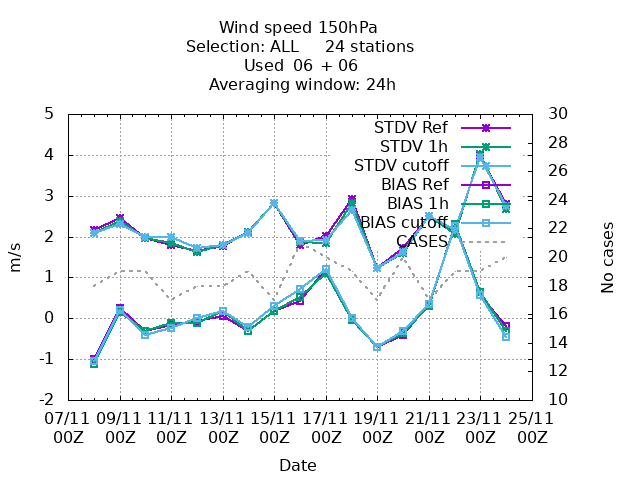 Wind speed 150hPa
Selection: ALL 24 stations
Used 06 + 06
Averaging window: 24h
5
4
3
2
1
0
-1
-2
m/s
30
28
26
24
22
20
18
16
14
12
10
No cases
STDV Ref
STDV 1h
STDV cutoff
BIAS Ref
BIAS 1h
BIAS cutoff
CASES
07/11 09/11 11/11 13/11 15/11 17/11 19/11 21/11 23/11 25/11
00Z 00Z 00Z 00Z 00Z 00Z 00Z 00Z 00Z 00Z
Date